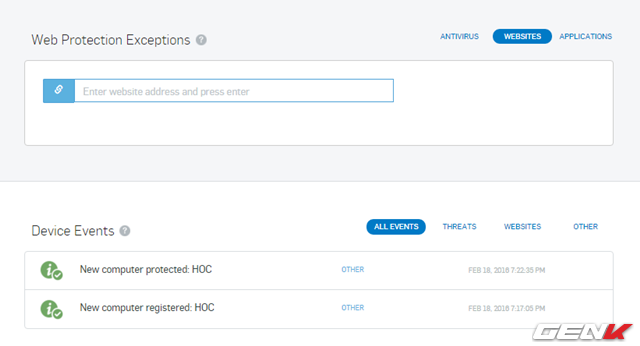 Web Protection Exceptions ?
ANTIVIRUS WEBSITES APPLICATIONS
Enter website address and press enter
Device Events ?
ALL EVENTS THREATS WEBSITES OTHER
New computer protected: HOC OTHER FEB 18, 2016 7:22:35 PM
New computer registered: HOC OTHER FEB 18, 2016 7:17:05 PM
GENK